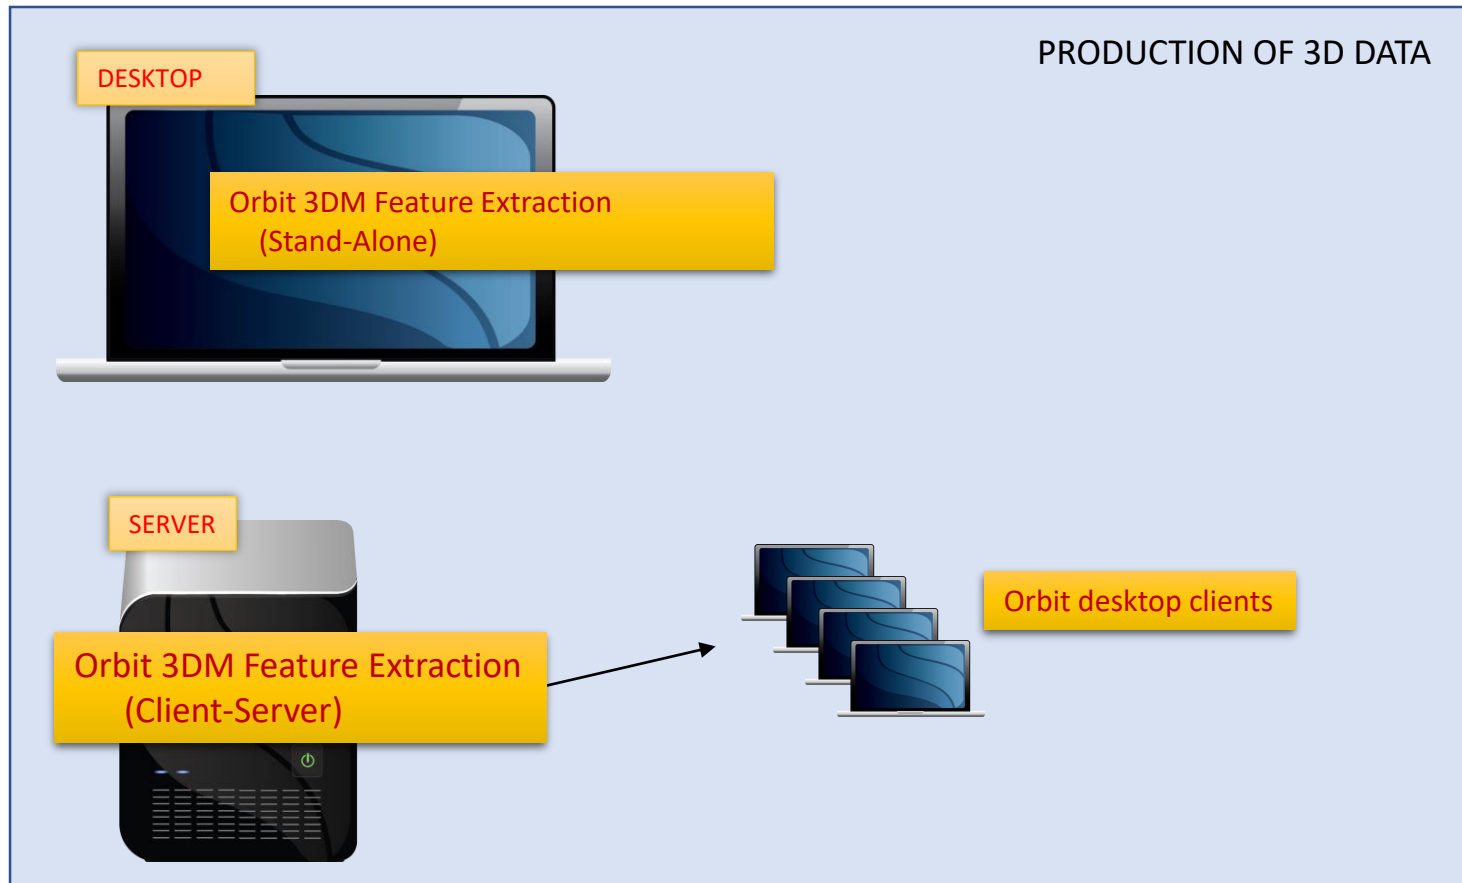 PRODUCTION OF 3D DATA
DESKTOP
Orbit 3DM Feature Extraction
(Stand-Alone)
SERVER
Orbit 3DM Feature Extraction
(Client-Server)
Orbit desktop clients